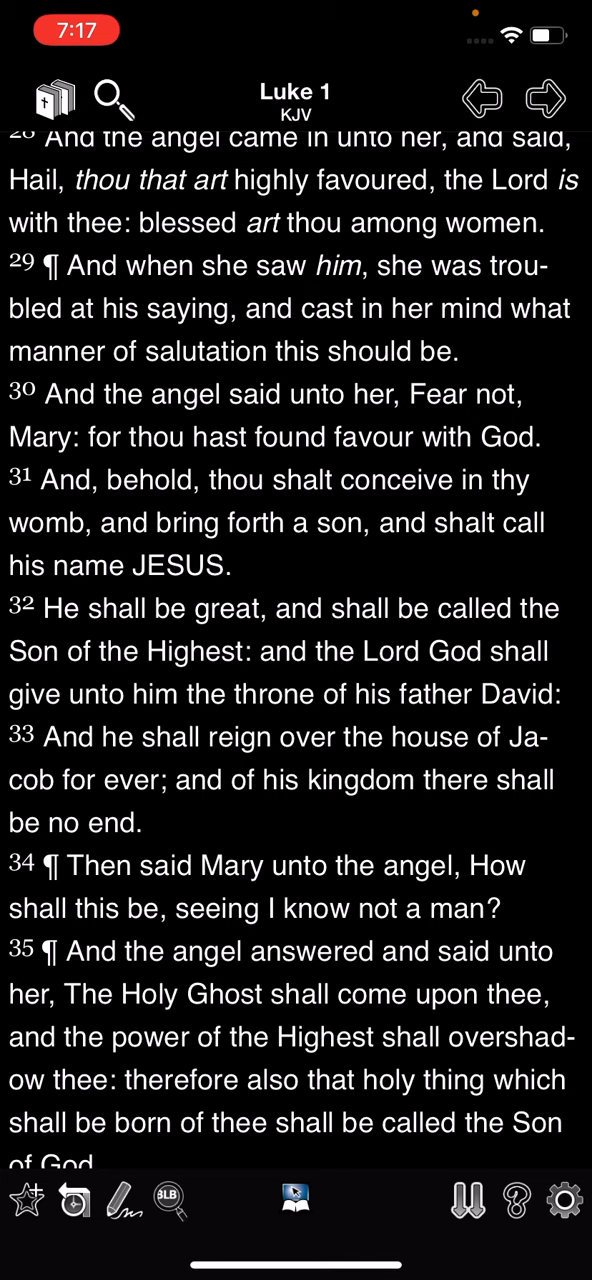 7:17
Luke 1
KJV
28 And the angel came in unto her, and said,
Hail, thou that art highly favoured, the Lord is
with thee: blessed art thou among women.
29 ¶ And when she saw him, she was trou-
bled at his saying, and cast in her mind what
manner of salutation this should be.
30 And the angel said unto her, Fear not,
Mary: for thou hast found favour with God.
31 And, behold, thou shalt conceive in thy
womb, and bring forth a son, and shalt call
his name JESUS.
32 He shall be great, and shall be called the
Son of the Highest: and the Lord God shall
give unto him the throne of his father David:
33 And he shall reign over the house of Ja-
cob for ever; and of his kingdom there shall
be no end.
34 ¶ Then said Mary unto the angel, How
shall this be, seeing I know not a man?
35 ¶ And the angel answered and said unto
her, The Holy Ghost shall come upon thee,
and the power of the Highest shall overshad-
ow thee: therefore also that holy thing which
shall be born of thee shall be called the Son
of God
BLB